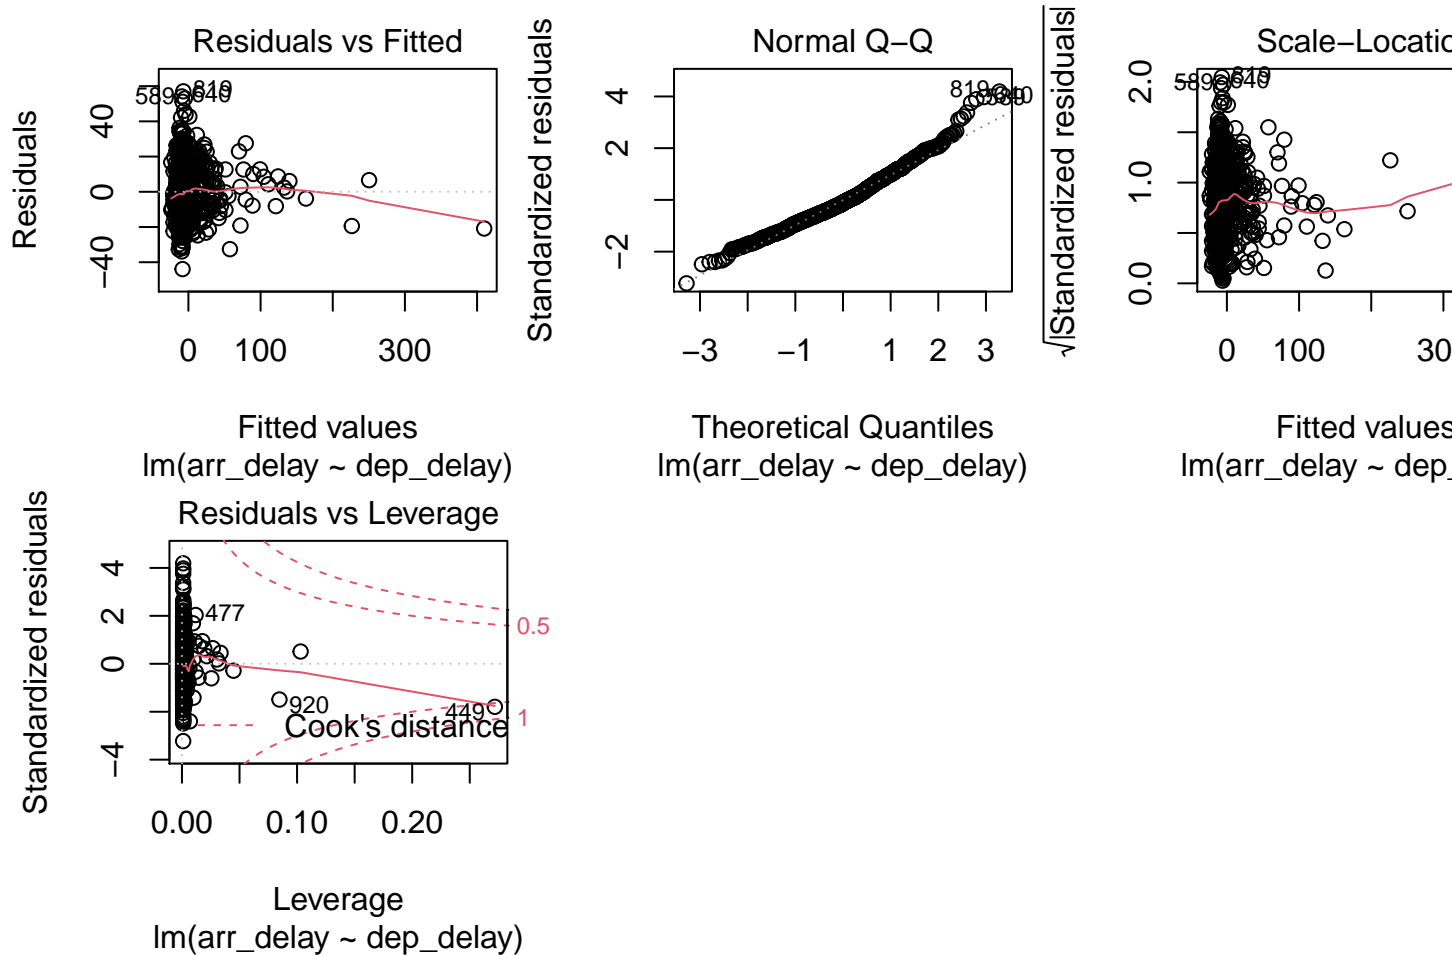 Residuals vs Fitted
Residuals
819
589
640
40
0
−40
0 100 300
Fitted values
lm(arr_delay ~ dep_delay)
Normal Q−Q
Standardized residuals
819
640
4
2
−2
−3 −1 1 2 3
Theoretical Quantiles
lm(arr_delay ~ dep_delay)
Scale−Locatio
√|Standardized residuals|
819
589
640
2.0
1.0
0.0
0 100 30
Fitted values
lm(arr_delay ~ dep_
Residuals vs Leverage
Standardized residuals
477
920
449
Cook's distance
0.5
1
4
2
0
−2
−4
0.00 0.10 0.20
Leverage
lm(arr_delay ~ dep_delay)